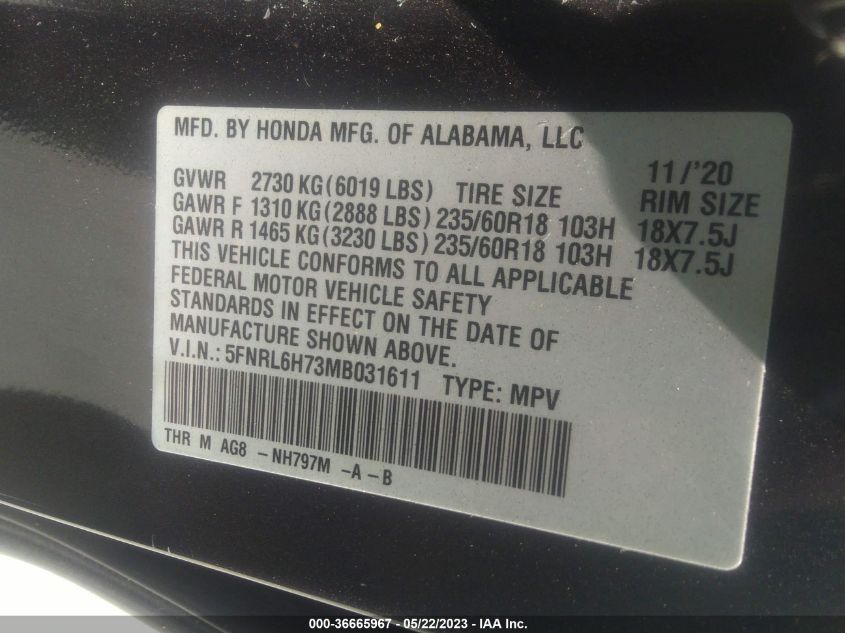 MFD. BY HONDA MFG. OF ALABAMA, LLC
11/'20
GVWR 2730 KG(6019 LBS) TIRE SIZE RIM SIZE
GAWR F 1310 KG(2888 LBS) 235/60R18 103H 18X7.5J
GAWR R 1465 KG(3230 LBS) 235/60R18 103H 18X7.5J
THIS VEHICLE CONFORMS TO ALL APPLICABLE
FEDERAL MOTOR VEHICLE SAFETY
STANDARDS IN EFFECT ON THE DATE OF
MANUFACTURE SHOWN ABOVE.
V.I.N.: 5FNRL6H73MB031611 TYPE: MPV
THR M AG8 -NH797M -A-B
000-36665967 - 05/22/2023 - IAA Inc.